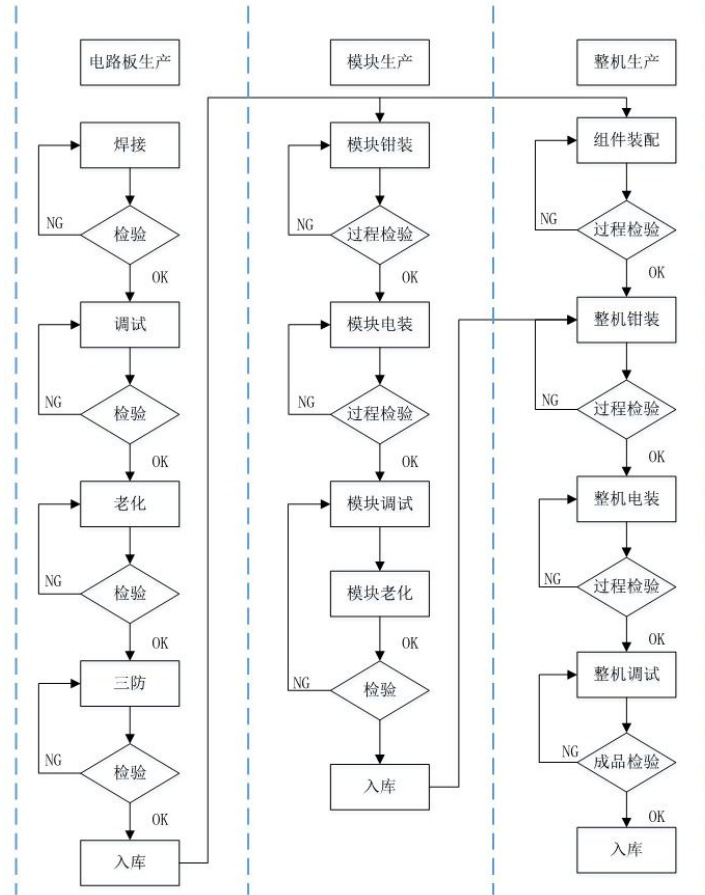 电路板生产
焊接
NG
检验
OK
调试
NG
检验
OK
老化
NG
检验
OK
三防
NG
检验
OK
入库
模块生产
模块钳装
NG
过程检验
OK
模块电装
NG
过程检验
OK
模块调试
模块老化
OK
NG
检验
入库
整机生产
组件装配
NG
过程检验
OK
整机钳装
NG
过程检验
OK
整机电装
NG
过程检验
OK
整机调试
NG
成品检验
OK
入库